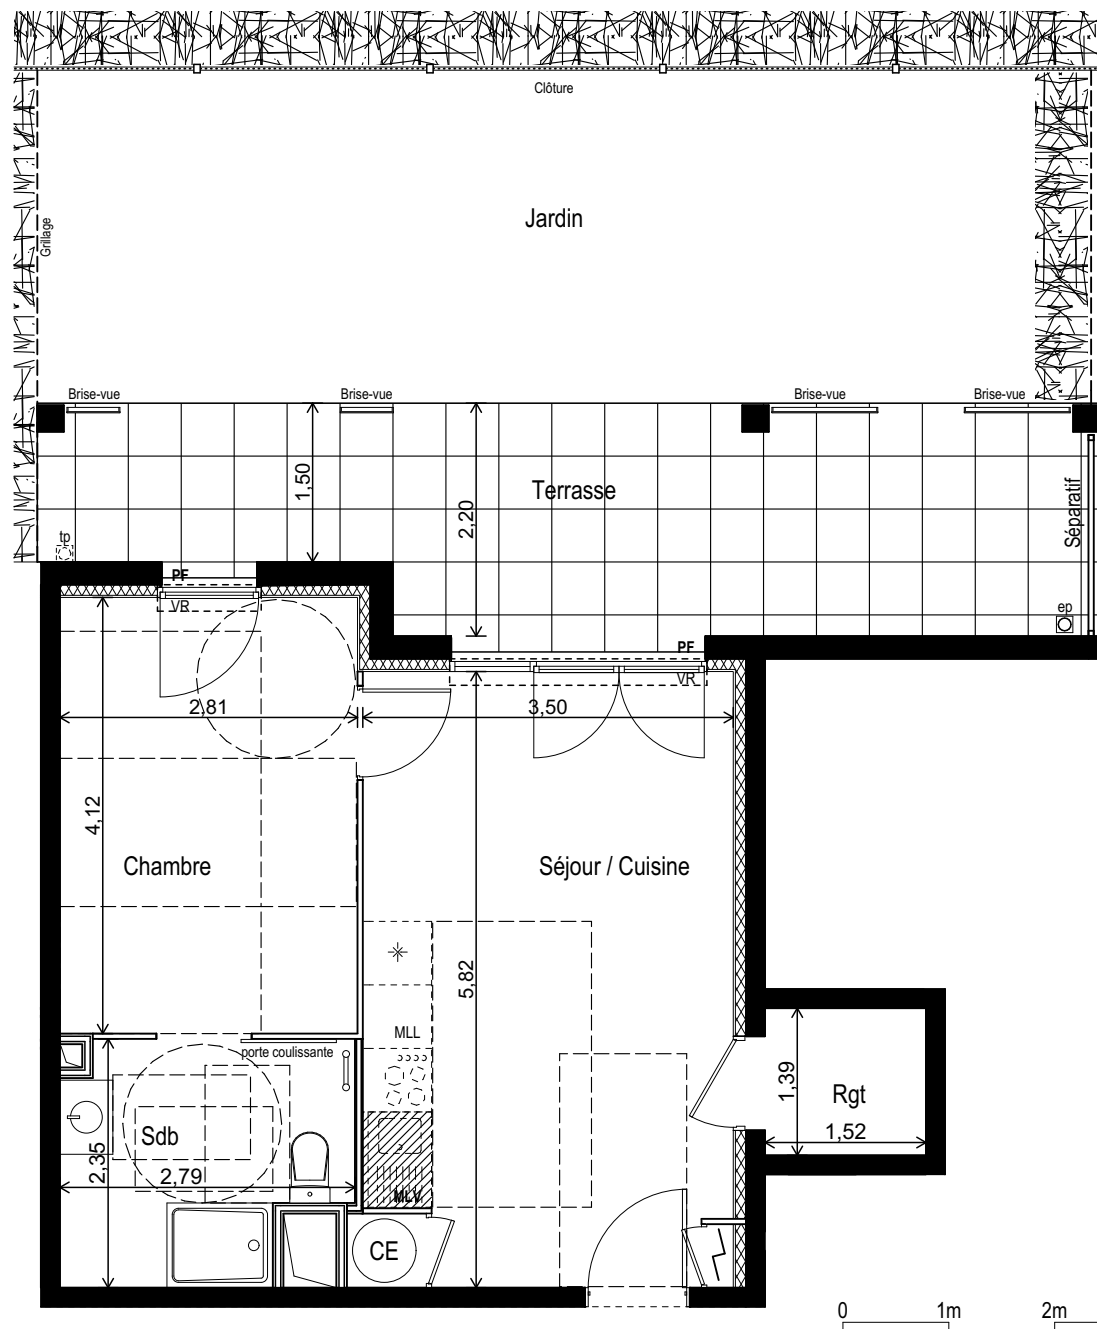 Clôture
Jardin
Grillage
Brise-vue
Brise-vue
Brise-vue
Brise-vue
1,50
2,20
Terrasse
Séparatif
tp
ep
PF
VR
PF
VR
2,81
3,50
4,12
Chambre
Séjour / Cuisine
5,82
MLL
porte coulissante
1,39
Rgt
1,52
Sdb
2,35
2,79
MLV
CE
0 1m 2m